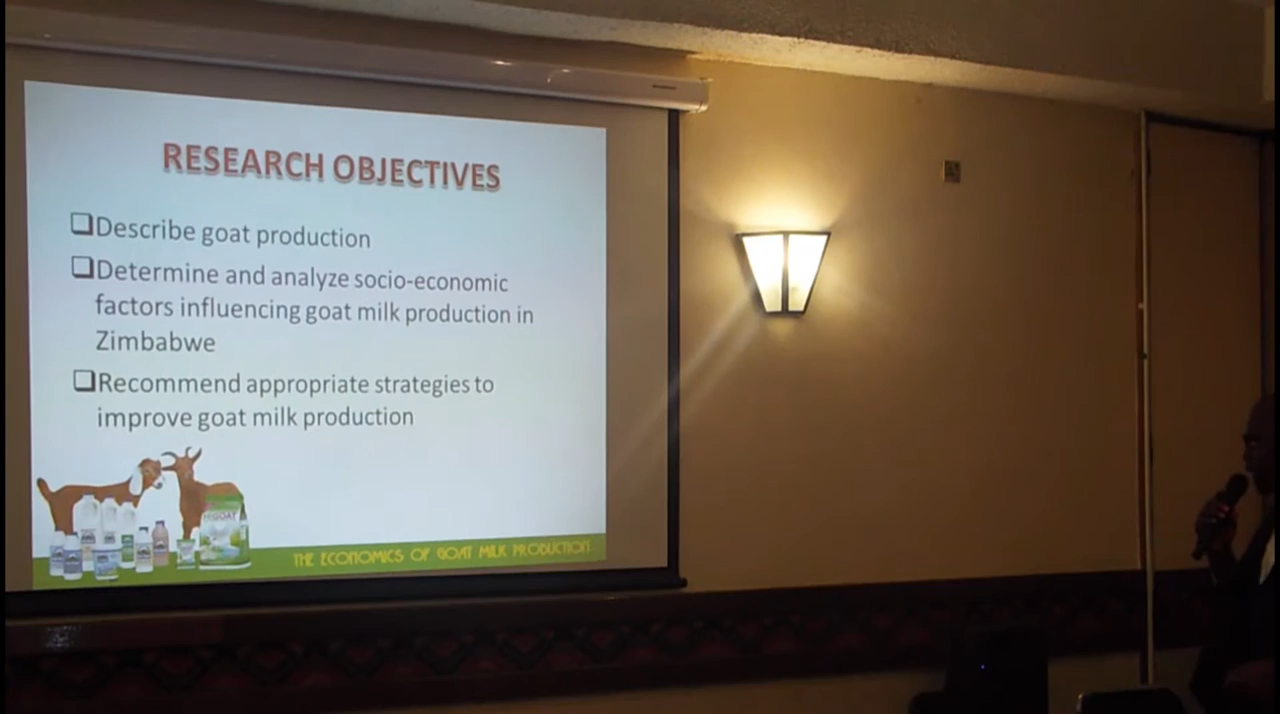 RESEARCH OBJECTIVES
❑Describe goat production
❑Determine and analyze socio-economic
factors influencing goat milk production in
Zimbabwe
❑Recommend appropriate strategies to
improve goat milk production
THE ECONOMICS OF GOAT MILK PRODUCTION